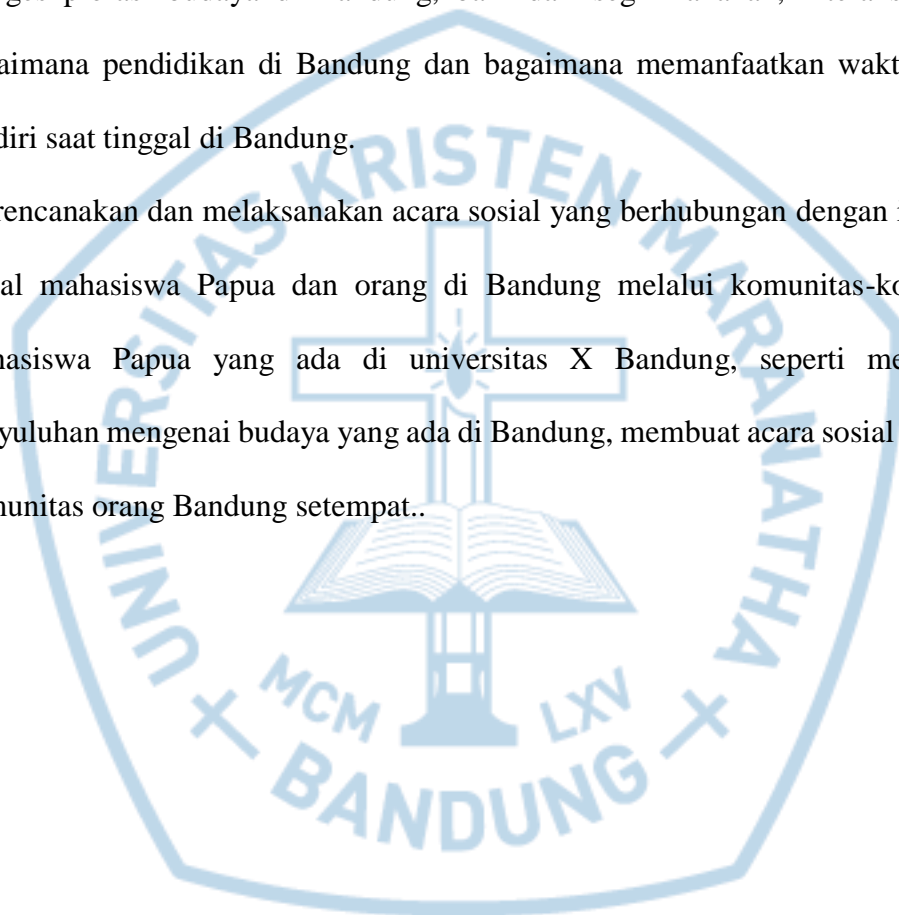 aimana pendidikan di Bandung dan bagaimana memanfaatkan wakt
diri saat tinggal di Bandung.
rencanakan dan melaksanakan acara sosial yang berhubungan dengan
al mahasiswa Papua dan orang di Bandung melalui komunitas-ko
hasiswa Papua yang ada di universitas X Bandung, seperti me
yuluhan mengenai budaya yang ada di Bandung, membuat acara sosial
munitas orang Bandung setempat..
UNIVERSITAS KRISTEN MARANATHA
MCM LXV
BANDUNG